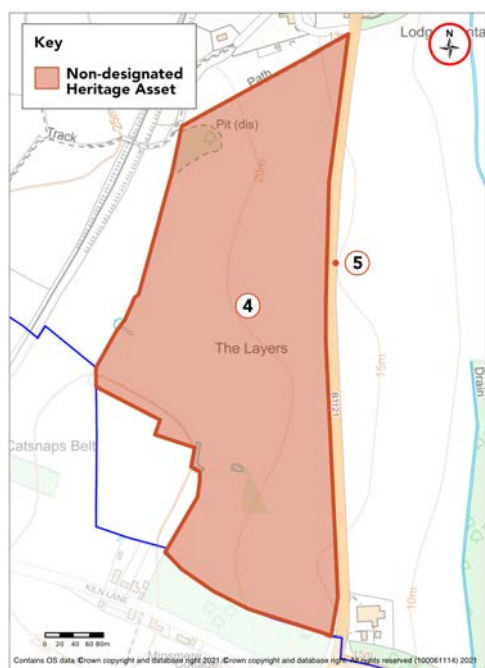 Key
Non-designated
Heritage Asset
N
Path
Pit (dis)
Track
25m
20m
5
4
The Layers
B1121
15m
Drain
Catsnaps Belt
KILN LANE
10m
0 20 40 60 80m
Contains OS data © Crown copyright and database right 2021, © Crown copyright and database right. All rights reserved (100061114) 2021